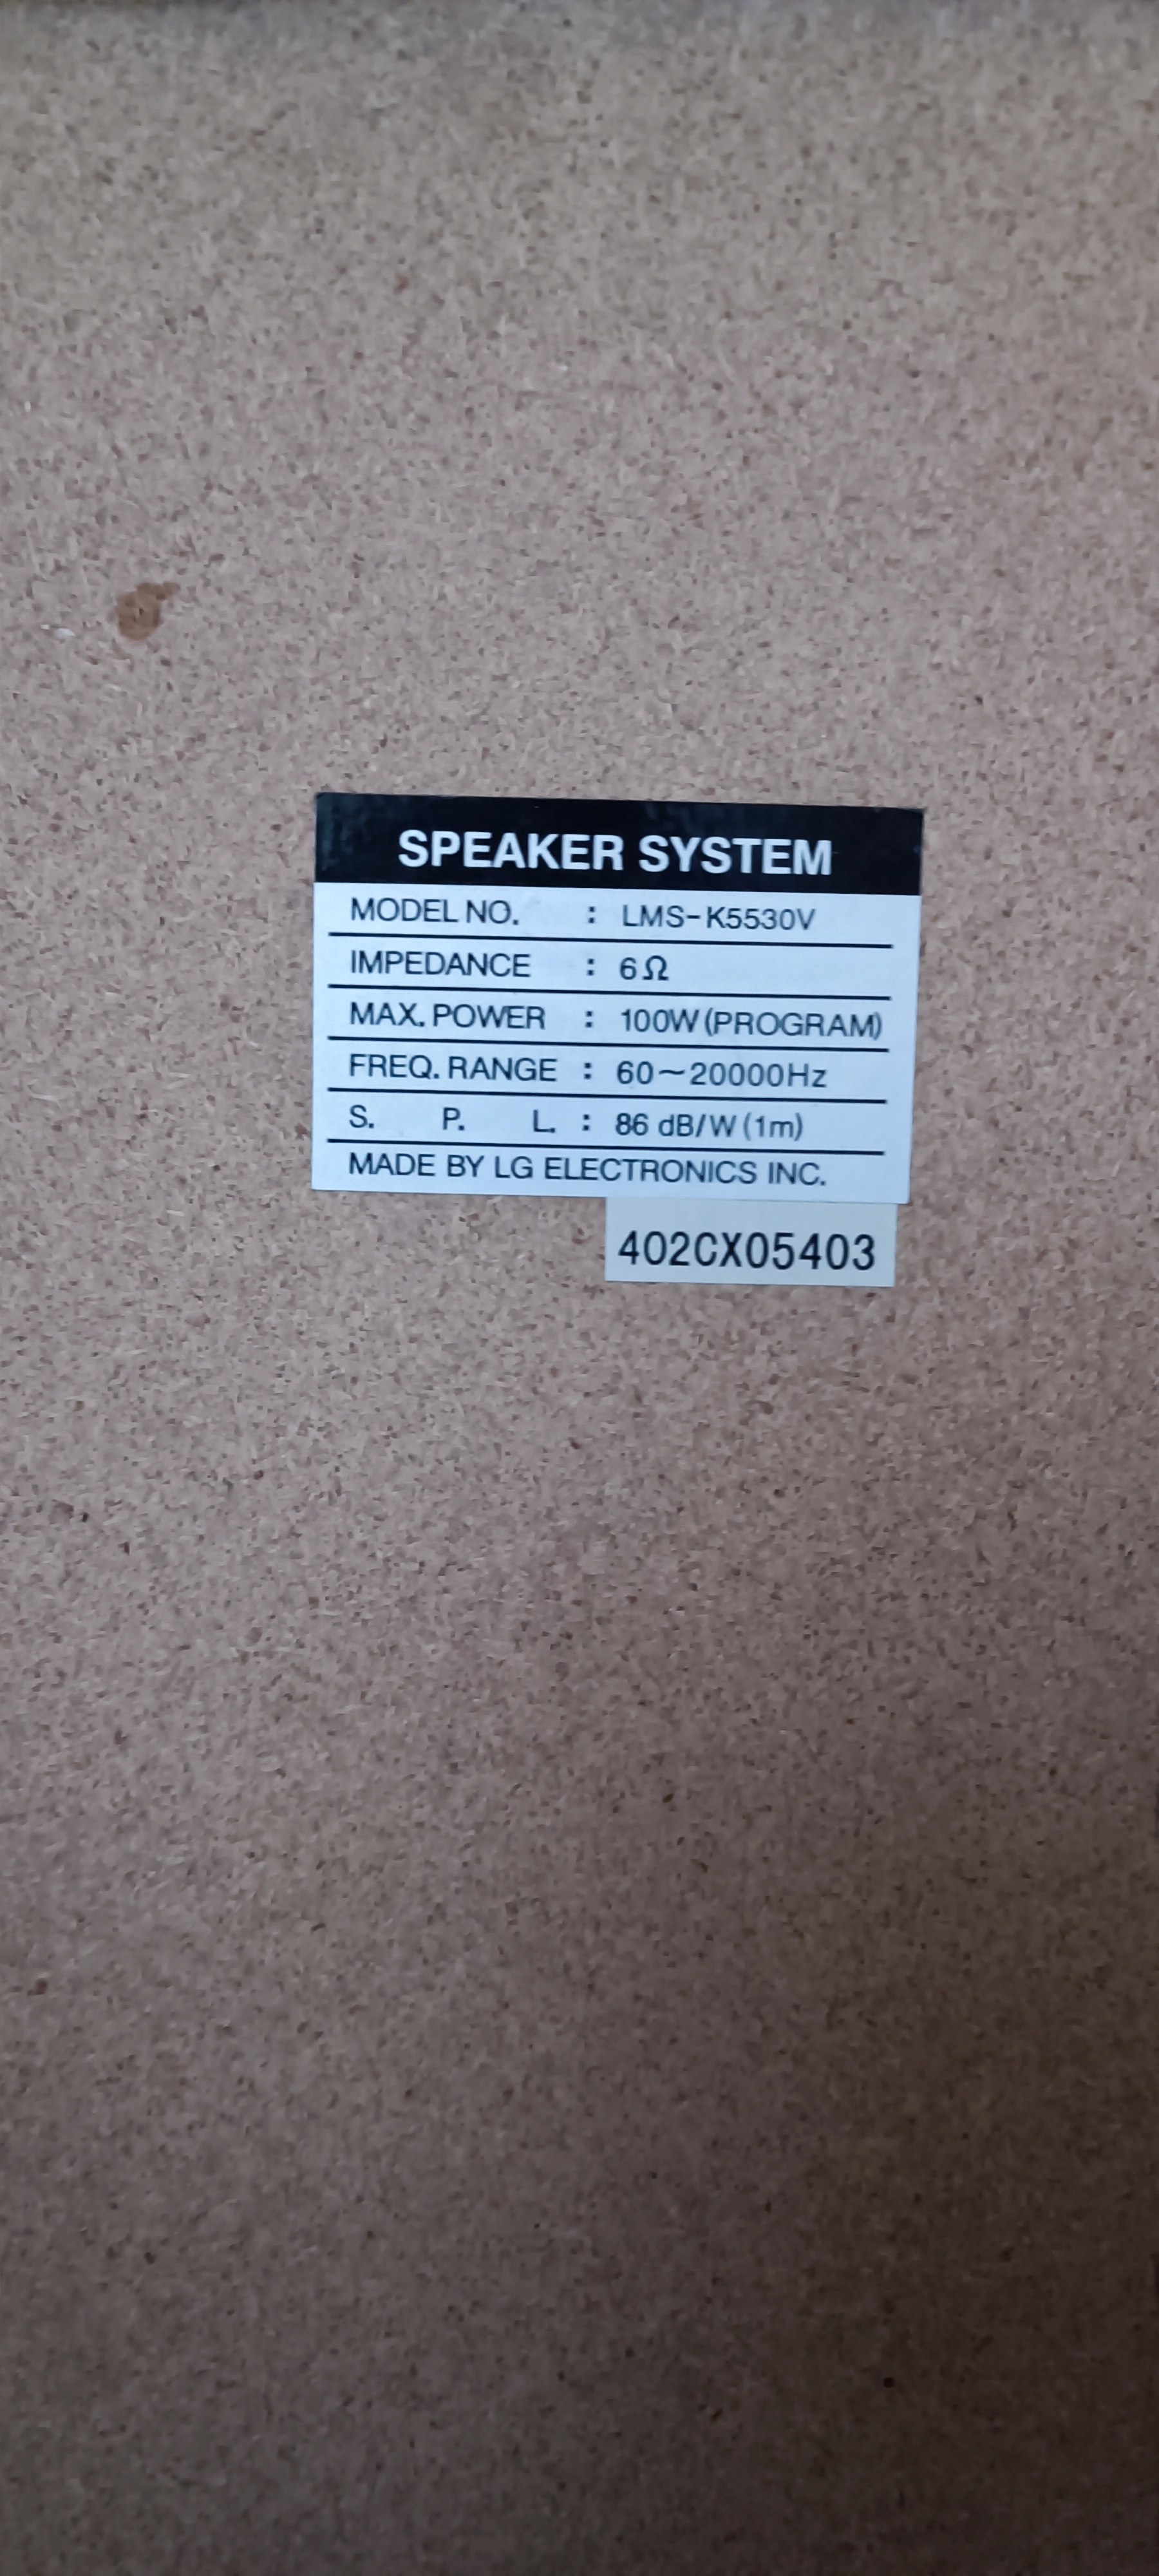 SPEAKER SYSTEM
MODEL NO. : LMS-K5530V
IMPEDANCE : 6Ω
MAX. POWER : 100W (PROGRAM)
FREQ. RANGE : 60~20000Hz
S. P. L. : 86 dB/W (1m)
MADE BY LG ELECTRONICS INC.
402CX05403